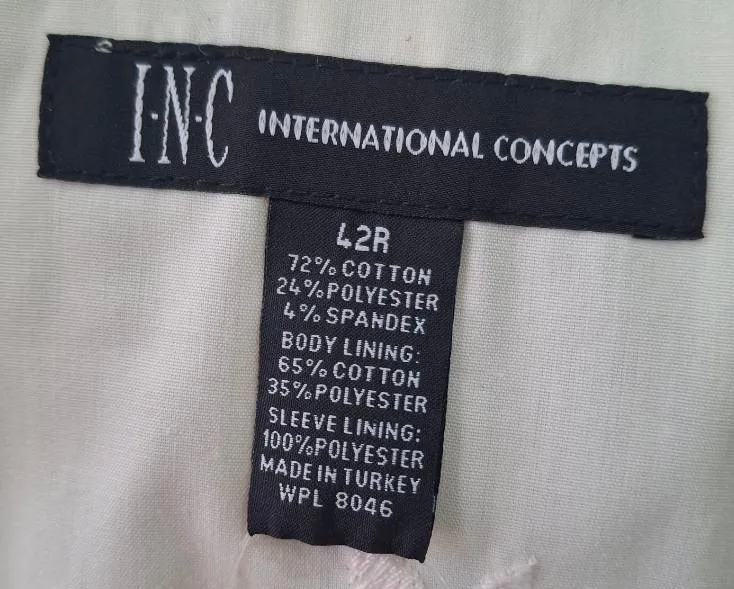 I·N·C INTERNATIONAL CONCEPTS
42R
72% COTTON
24% POLYESTER
4% SPANDEX
BODY LINING:
65% COTTON
35% POLYESTER
SLEEVE LINING:
100% POLYESTER
MADE IN TURKEY
WPL 8046